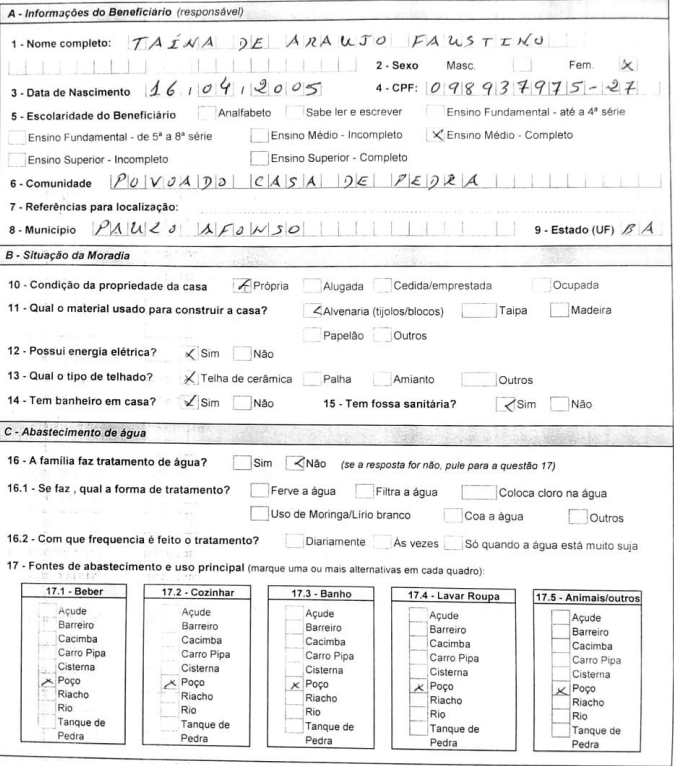 A - Informações do Beneficiário (responsável)
1 - Nome completo: TAÍNA DE ARAUJO FAUSTINO
2 - Sexo Masc. Fem. X
3 - Data de Nascimento 16,04,2005 4 - CPF: 098937975-27
5 - Escolaridade do Beneficiário Analfabeto Sabe ler e escrever Ensino Fundamental - até a 4ª série
Ensino Fundamental - de 5ª a 8ª série Ensino Médio - Incompleto X Ensino Médio - Completo
Ensino Superior - Incompleto Ensino Superior - Completo
6 - Comunidade POVOADO CASA DE PEDRA
7 - Referências para localização:
8 - Município PAULO AFONSO 9 - Estado (UF) BA
B - Situação da Moradia
10 - Condição da propriedade da casa X Própria Alugada Cedida/emprestada Ocupada
11 - Qual o material usado para construir a casa? X Alvenaria (tijolos/blocos) Taipa Madeira
Papelão Outros
12 - Possui energia elétrica? X Sim Não
13 - Qual o tipo de telhado? X Telha de cerâmica Palha Amianto Outros
14 - Tem banheiro em casa? X Sim Não 15 - Tem fossa sanitária? X Sim Não
C - Abastecimento de água
16 - A família faz tratamento de água? Sim X Não (se a resposta for não, pule para a questão 17)
16.1 - Se faz , qual a forma de tratamento? Ferve a água Filtra a água Coloca cloro na água
Uso de Moringa/Lirio branco Coa a água Outros
16.2 - Com que frequencia é feito o tratamento? Diariamente Às vezes Só quando a água está muito suja
17 - Fontes de abastecimento e uso principal (marque uma ou mais alternativas em cada quadro):
17.1 - Beber
Açude
Barreiro
Cacimba
Carro Pipa
Cisterna
X Poço
Riacho
Rio
Tanque de
Pedra
17.2 - Cozinhar
Açude
Barreiro
Cacimba
Carro Pipa
Cisterna
X Poço
Riacho
Rio
Tanque de
Pedra
17.3 - Banho
Açude
Barreiro
Cacimba
Carro Pipa
Cisterna
X Poço
Riacho
Rio
Tanque de
Pedra
17.4 - Lavar Roupa
Açude
Barreiro
Cacimba
Carro Pipa
Cisterna
X Poço
Riacho
Rio
Tanque de
Pedra
17.5 - Animais/outros
Açude
Barreiro
Cacimba
Carro Pipa
Cisterna
X Poço
Riacho
Rio
Tanque de
Pedra